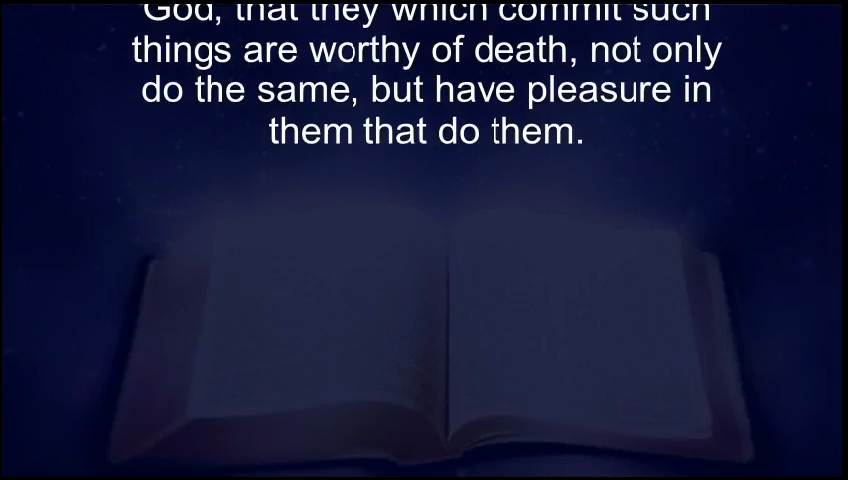 God, that they which commit such
things are worthy of death, not only
do the same, but have pleasure in
them that do them.